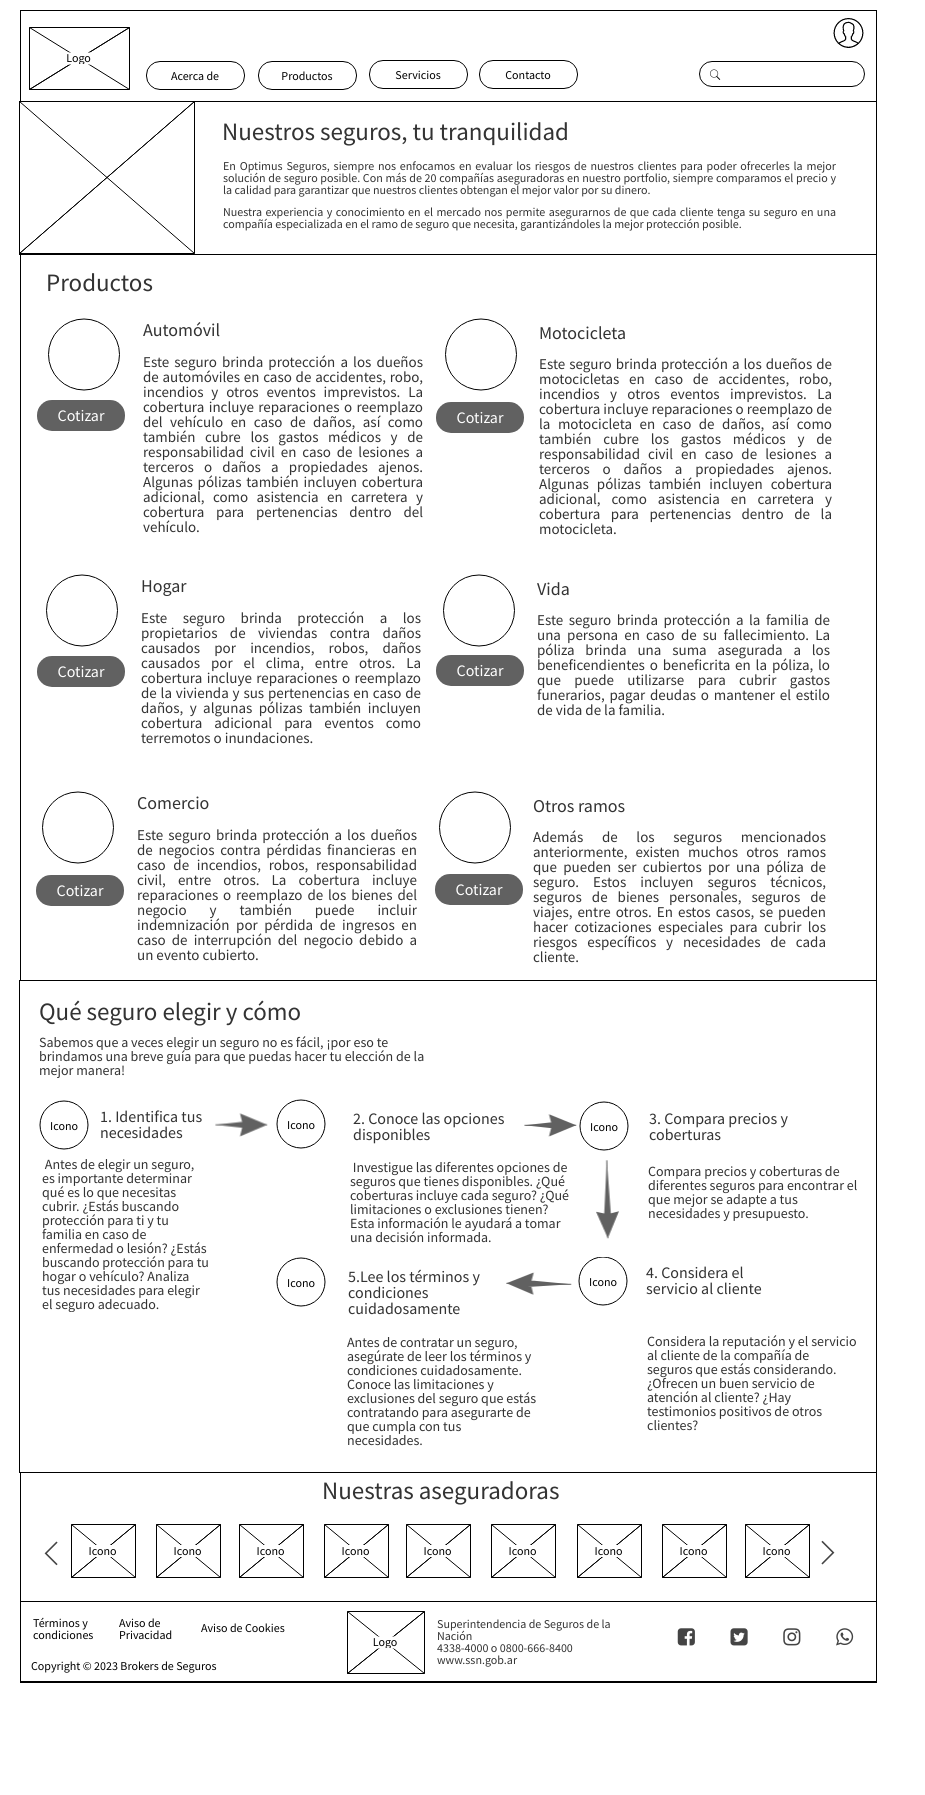 Logo
Acerca de
Productos
Servicios
Contacto
Nuestros seguros, tu tranquilidad
En Optimus Seguros, siempre nos enfocamos en evaluar los riesgos de nuestros clientes para poder ofrecerles la mejor
solución de seguro posible. Con más de 20 compañías aseguradoras en nuestro portfolio, siempre comparamos el precio y
la calidad para garantizar que nuestros clientes obtengan el mejor valor por su dinero.
Nuestra experiencia y conocimiento en el mercado nos permite asegurarnos de que cada cliente tenga su seguro en una
compañía especializada en el ramo de seguro que necesita, garantizándoles la mejor protección posible.
Productos
Automóvil
Este seguro brinda protección a los dueños
de automóviles en caso de accidentes, robo,
incendios y otros eventos imprevistos. La
cobertura incluye reparaciones o reemplazo
del vehículo en caso de daños, así como
también cubre los gastos médicos y de
responsabilidad civil en caso de lesiones a
terceros o daños a propiedades ajenos.
Algunas pólizas también incluyen cobertura
adicional, como asistencia en carretera y
cobertura para pertenencias dentro del
vehículo.
Cotizar
Motocicleta
Este seguro brinda protección a los dueños de
motocicletas en caso de accidentes, robo,
incendios y otros eventos imprevistos. La
cobertura incluye reparaciones o reemplazo de
la motocicleta en caso de daños, así como
también cubre los gastos médicos y de
responsabilidad civil en caso de lesiones a
terceros o daños a propiedades ajenos.
Algunas pólizas también incluyen cobertura
adicional, como asistencia en carretera y
cobertura para pertenencias dentro de la
motocicleta.
Cotizar
Hogar
Este seguro brinda protección a los
propietarios de viviendas contra daños
causados por incendios, robos, daños
causados por el clima, entre otros. La
cobertura incluye reparaciones o reemplazo
de la vivienda y sus pertenencias en caso de
daños, y algunas pólizas también incluyen
cobertura adicional para eventos como
terremotos o inundaciones.
Cotizar
Vida
Este seguro brinda protección a la familia de
una persona en caso de su fallecimiento. La
póliza brinda una suma asegurada a los
beneficendientes o beneficrita en la póliza, lo
que puede utilizarse para cubrir gastos
funerarios, pagar deudas o mantener el estilo
de vida de la familia.
Cotizar
Comercio
Este seguro brinda protección a los dueños
de negocios contra pérdidas financieras en
caso de incendios, robos, responsabilidad
civil, entre otros. La cobertura incluye
reparaciones o reemplazo de los bienes del
negocio y también puede incluir
indemnización por pérdida de ingresos en
caso de interrupción del negocio debido a
un evento cubierto.
Cotizar
Otros ramos
Además de los seguros mencionados
anteriormente, existen muchos otros ramos
que pueden ser cubiertos por una póliza de
seguro. Estos incluyen seguros técnicos,
seguros de bienes personales, seguros de
viajes, entre otros. En estos casos, se pueden
hacer cotizaciones especiales para cubrir los
riesgos específicos y necesidades de cada
cliente.
Cotizar
Qué seguro elegir y cómo
Sabemos que a veces elegir un seguro no es fácil, ¡por eso te
brindamos una breve guía para que puedas hacer tu elección de la
mejor manera!
Icono
1. Identifica tus
necesidades
Antes de elegir un seguro,
es importante determinar
qué es lo que necesitas
cubrir. ¿Estás buscando
protección para ti y tu
familia en caso de
enfermedad o lesión? ¿Estás
buscando protección para tu
hogar o vehículo? Analiza
tus necesidades para elegir
el seguro adecuado.
Icono
2. Conoce las opciones
disponibles
Investigue las diferentes opciones de
seguros que tienes disponibles. ¿Qué
coberturas incluye cada seguro? ¿Qué
limitaciones o exclusiones tienen?
Esta información le ayudará a tomar
una decisión informada.
Icono
3. Compara precios y
coberturas
Compara precios y coberturas de
diferentes seguros para encontrar el
que mejor se adapte a tus
necesidades y presupuesto.
Icono
4. Considera el
servicio al cliente
Considera la reputación y el servicio
al cliente de la compañía de
seguros que estás considerando.
¿Ofrecen un buen servicio de
atención al cliente? ¿Hay
testimonios positivos de otros
clientes?
Icono
5.Lee los términos y
condiciones
cuidadosamente
Antes de contratar un seguro,
asegúrate de leer los términos y
condiciones cuidadosamente.
Conoce las limitaciones y
exclusiones del seguro que estás
contratando para asegurarte de
que cumpla con tus
necesidades.
Nuestras aseguradoras
Icono
Icono
Icono
Icono
Icono
Icono
Icono
Icono
Icono
Términos y
condiciones
Aviso de
Privacidad
Aviso de Cookies
Copyright © 2023 Brokers de Seguros
Logo
Superintendencia de Seguros de la
Nación
4338-4000 o 0800-666-8400
www.ssn.gob.ar